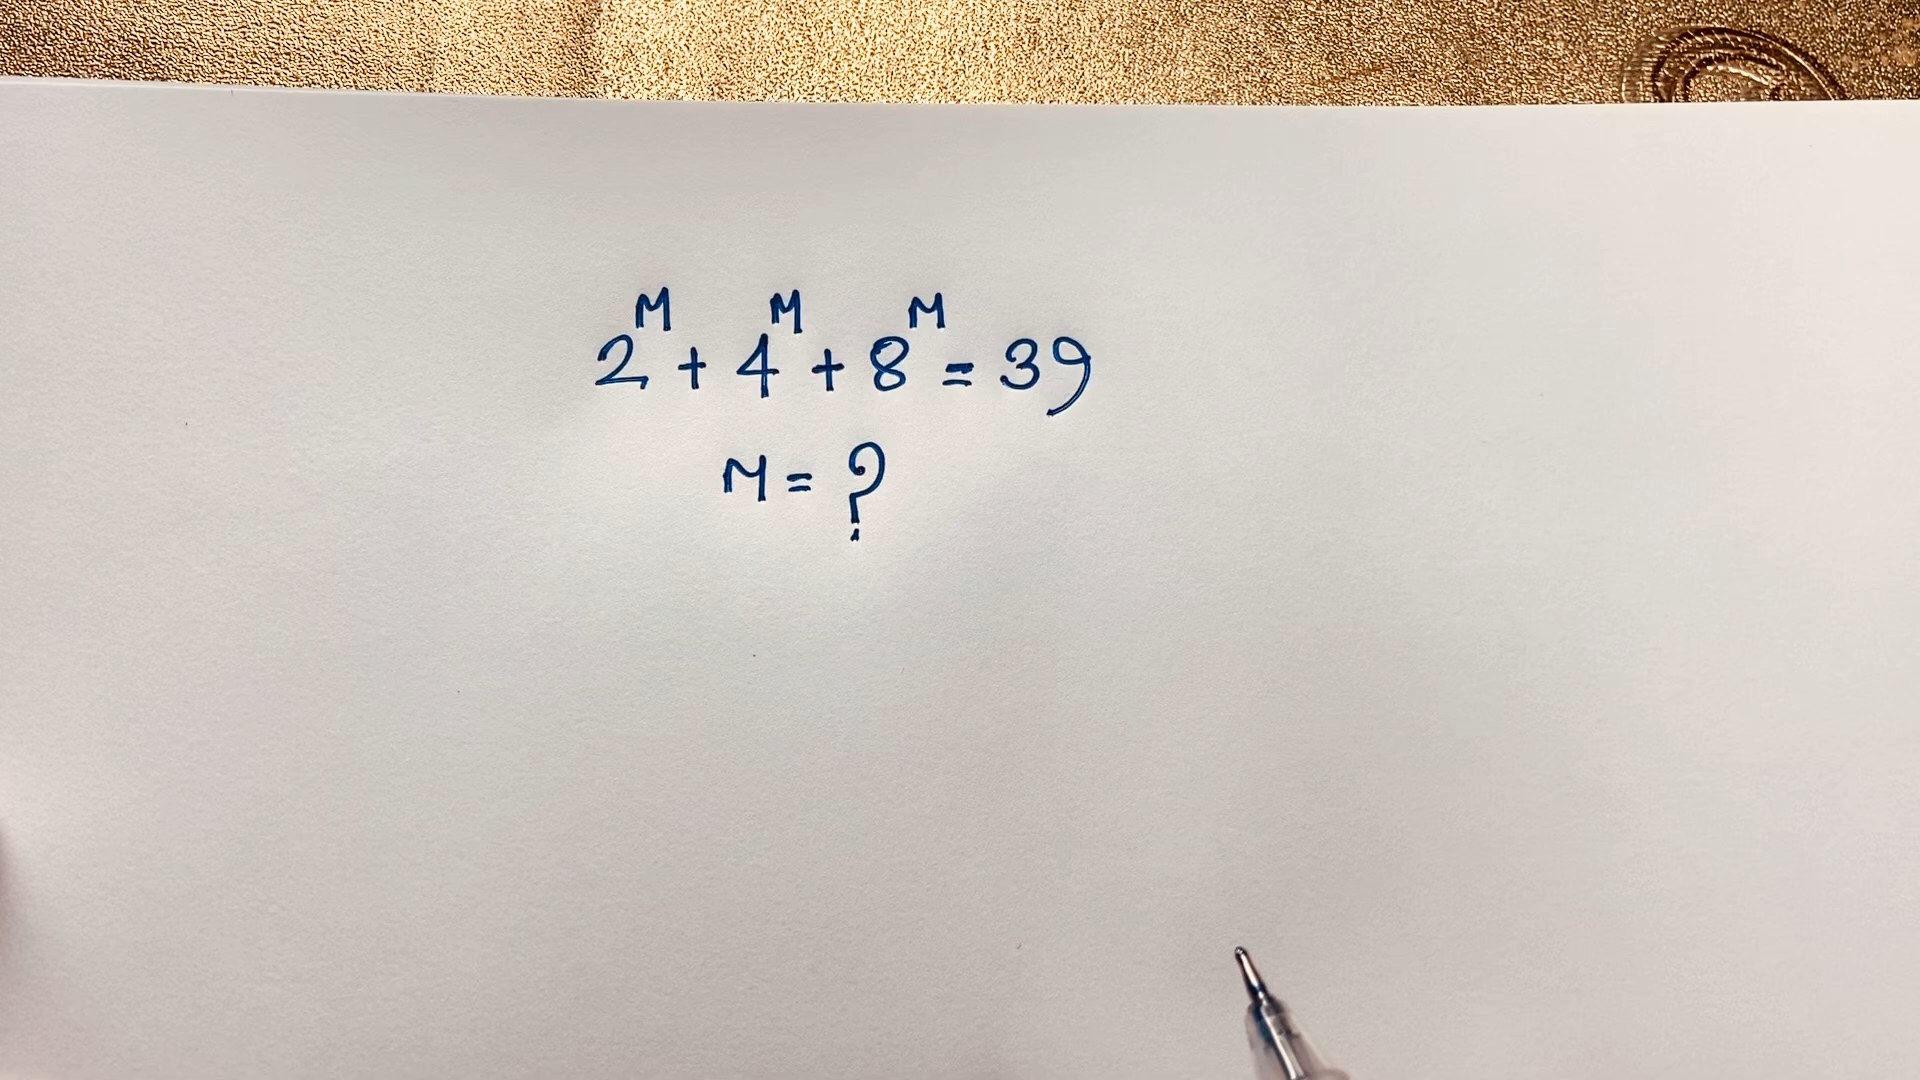 2^M + 4^M + 8^M = 39
M = ?